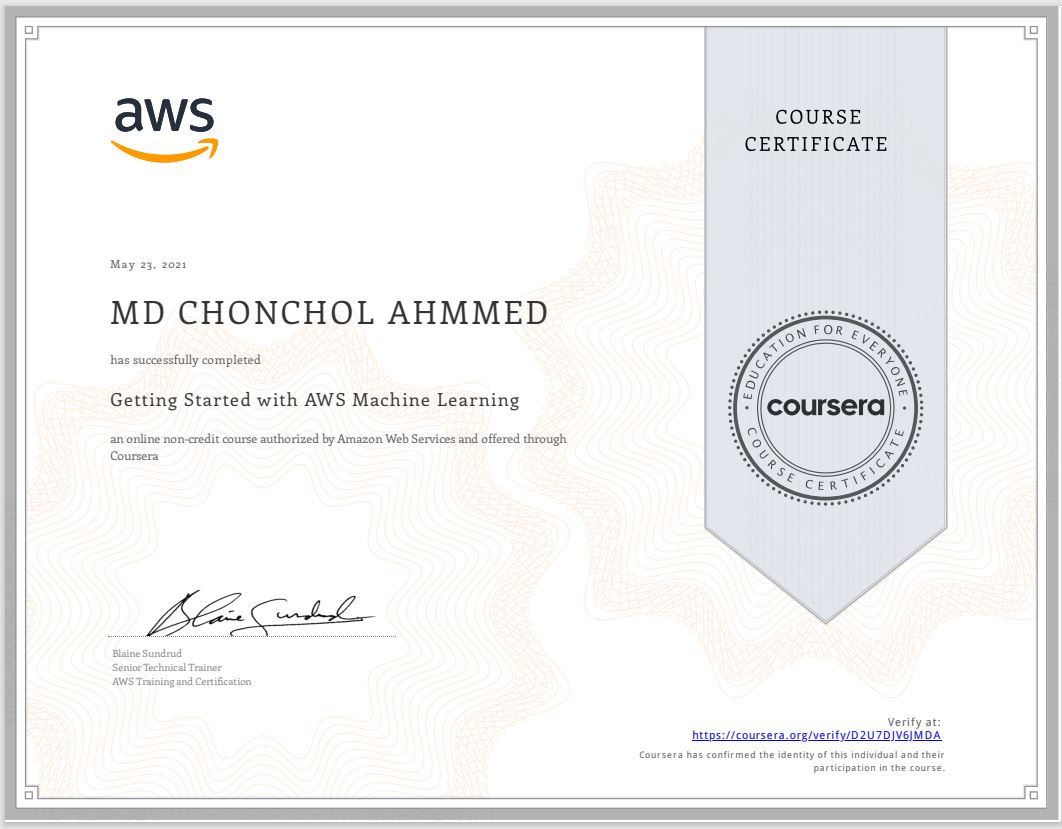 aws
COURSE
CERTIFICATE
May 23, 2021
MD CHONCHOL AHMMED
has successfully completed
Getting Started with AWS Machine Learning
an online non-credit course authorized by Amazon Web Services and offered through
Coursera
EDUCATION FOR EVERYONE
coursera
COURSE CERTIFICATE
Blaine Sundrud
Blaine Sundrud
Senior Technical Trainer
AWS Training and Certification
Verify at:
https://coursera.org/verify/D2U7DJV6JMDA
Coursera has confirmed the identity of this individual and their
participation in the course.